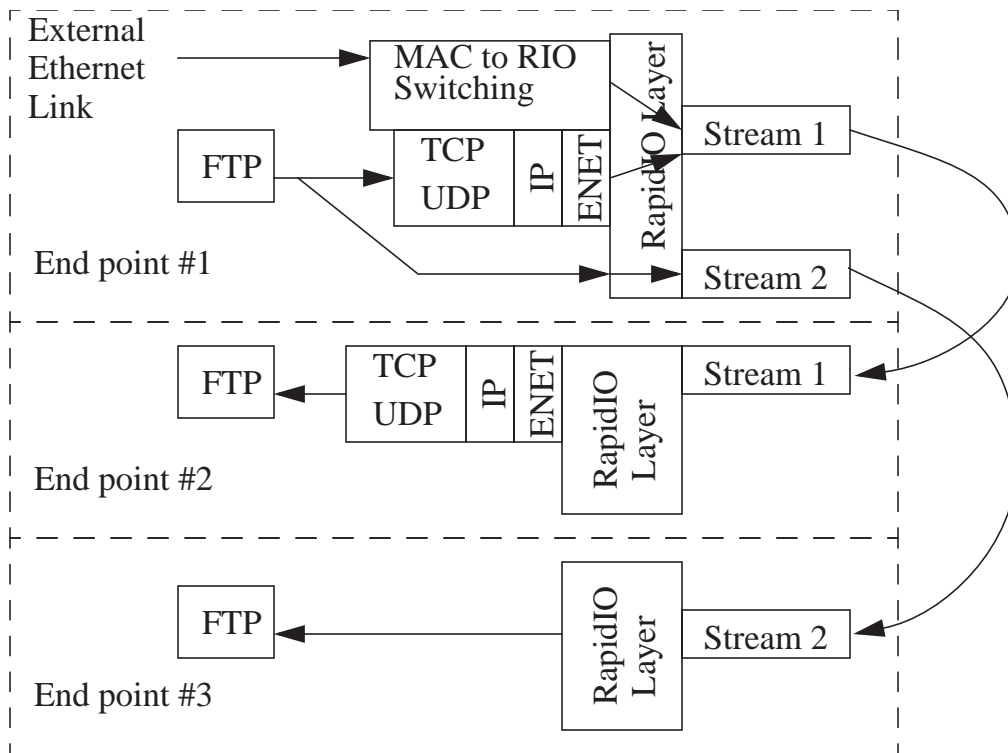 External
Ethernet
Link
MAC to RIO
Switching
FTP
TCP
UDP
IP
ENET
RapidIO Layer
Stream 1
Stream 2
End point #1
FTP
TCP
UDP
IP
ENET
RapidIO
Layer
Stream 1
End point #2
FTP
RapidIO
Layer
Stream 2
End point #3